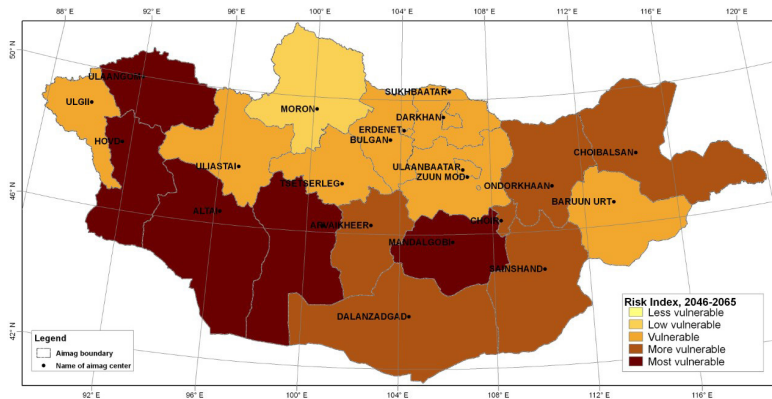 86° E 88° E 92° E 96° E 100° E 104° E 108° E 112° E 116° E 120° E
50° N
46° N
42° N
ULAANGUM
ULGII
HOVD
MORON
SUKHBAATAR
DARKHAN
ERDENET
BULGAN
ULIASTAI
TSETSERLEG
ULAANBAATAR
ZUUN MOD
ONDORKHAAN
CHOIBALSAN
BARUUN URT
ALTAI
CHOIR
MANDALGOBI
SAINSHAND
DALANZADGAD
Risk Index, 2046-2065
Less vulnerable
Low vulnerable
Vulnerable
More vulnerable
Most vulnerable
Legend
Aimag boundary
Name of aimag center
92° E 96° E 100° E 104° E 108° E 112° E 116° E